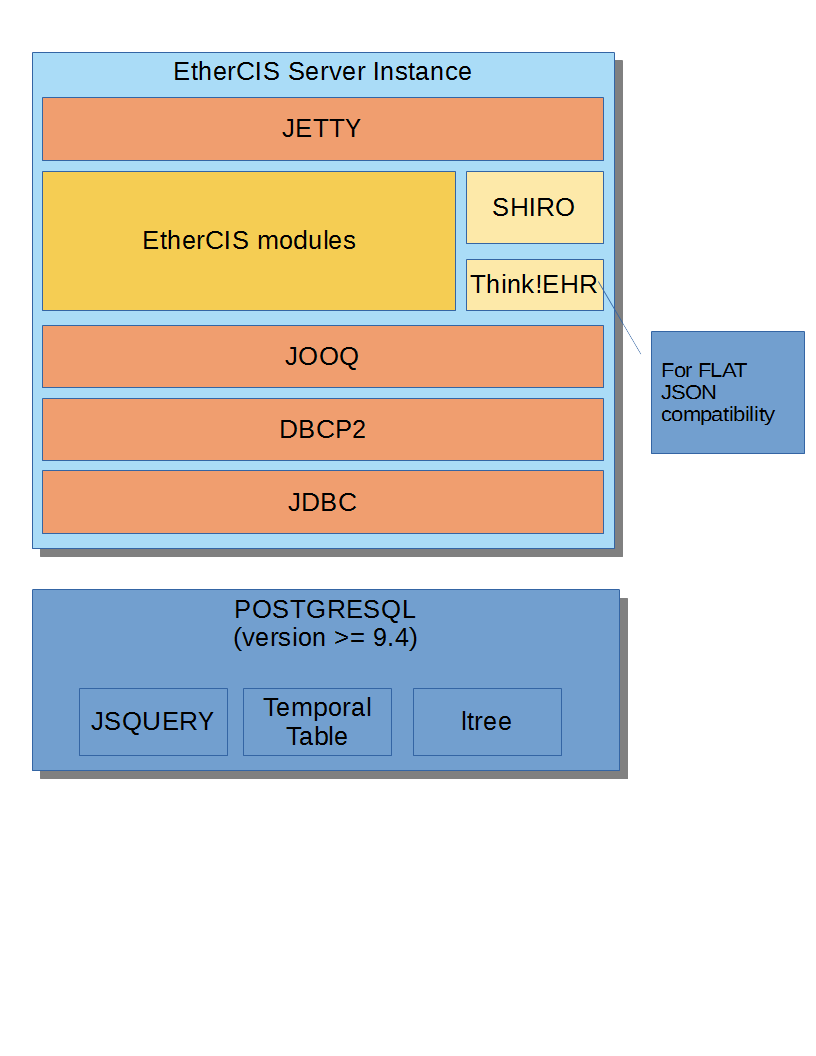 EtherCIS Server Instance
JETTY
EtherCIS modules
SHIRO
Think!EHR
JOOQ
For FLAT
JSON
compatibility
DBCP2
JDBC
POSTGRESQL
(version >= 9.4)
JSQUERY
Temporal
Table
ltree